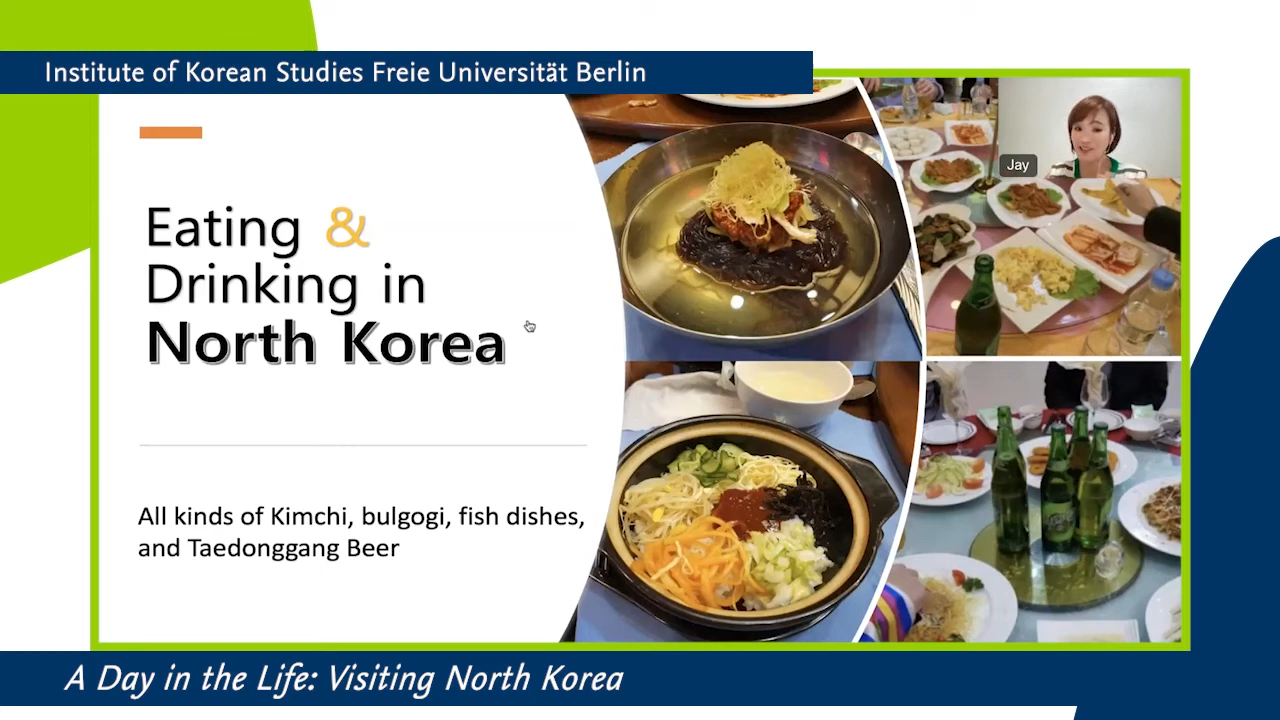 Institute of Korean Studies Freie Universität Berlin
Jay
Eating &
Drinking in
North Korea
All kinds of Kimchi, bulgogi, fish dishes,
and Taedonggang Beer
A Day in the Life: Visiting North Korea